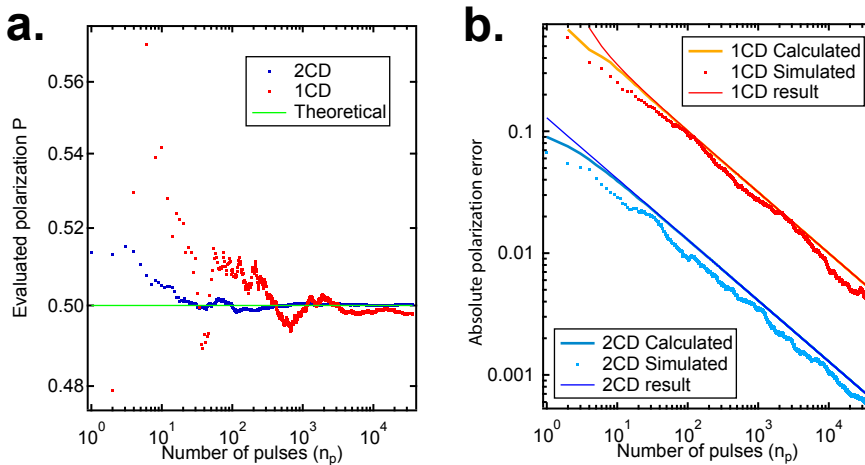 a.
Evaluated polarization P
0.56
0.54
0.52
0.50
0.48
2CD
1CD
Theoretical
10^0 10^1 10^2 10^3 10^4
Number of pulses (n_p)
b.
Absolute polarization error
0.1
0.01
0.001
1CD Calculated
1CD Simulated
1CD result
2CD Calculated
2CD Simulated
2CD result
10^0 10^1 10^2 10^3 10^4
Number of pulses (n_p)